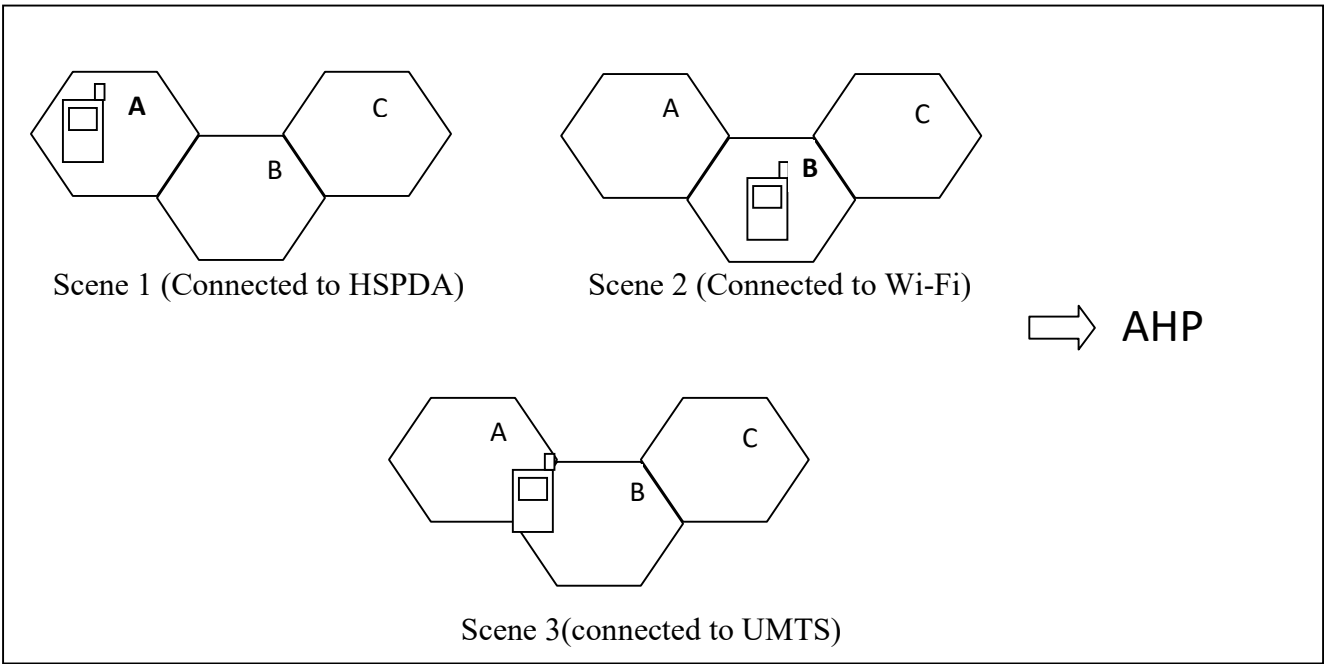 A
B
C
Scene 1 (Connected to HSPDA)
A
B
C
Scene 2 (Connected to Wi-Fi)
AHP
A
B
C
Scene 3(connected to UMTS)